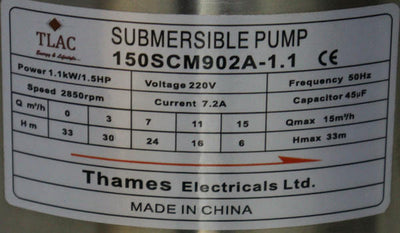 TLAC
Energy & Lifestyle...
SUBMERSIBLE PUMP
150SCM902A-1.1 CE
Power 1.1kW/1.5HP Voltage 220V Frequency 50Hz
Speed 2850rpm Current 7.2A Capacitor 45µF
Q m³/h 0 3 7 11 15 Qmax 15m³/h
H m 33 30 24 16 6 Hmax 33m
Thames Electricals Ltd.
MADE IN CHINA